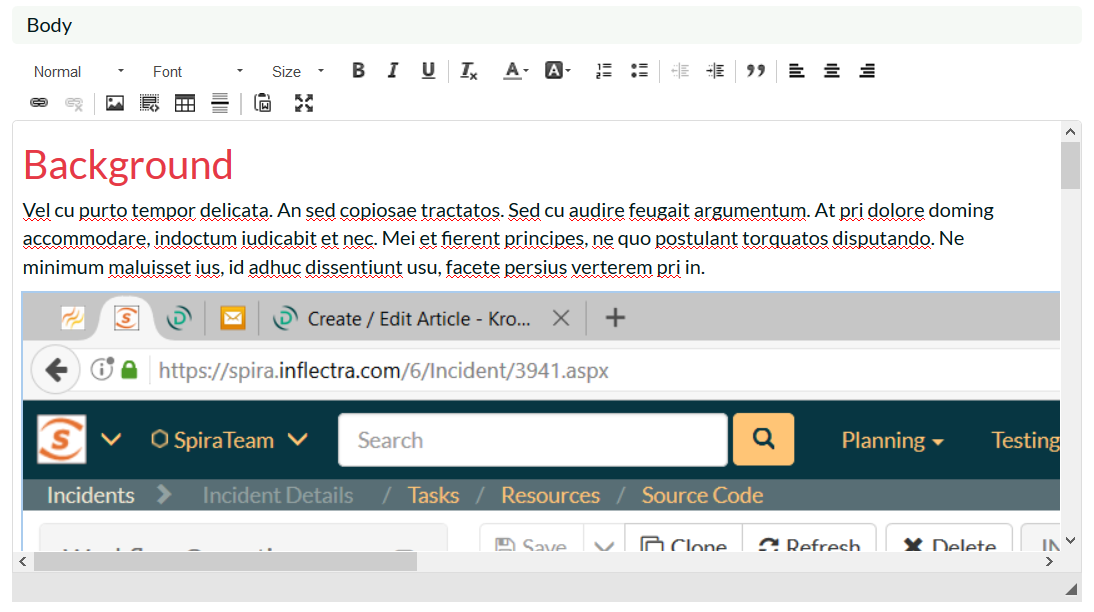 Body
Normal Font Size B I U Tx A A
Background
Vel cu purto tempor delicata. An sed copiosae tractatos. Sed cu audire feugait argumentum. At pri dolore doming
accommodare, indoctum iudicabit et nec. Mei et fierent principes, ne quo postulant torquatos disputando. Ne
minimum maluisset ius, id adhuc dissentiunt usu, facete persius verterem pri in.
Create / Edit Article - Kro...
https://spira.inflectra.com/6/Incident/3941.aspx
SpiraTeam Search Planning Testing
Incidents Incident Details / Tasks / Resources / Source Code
Save Clone Refresh Delete